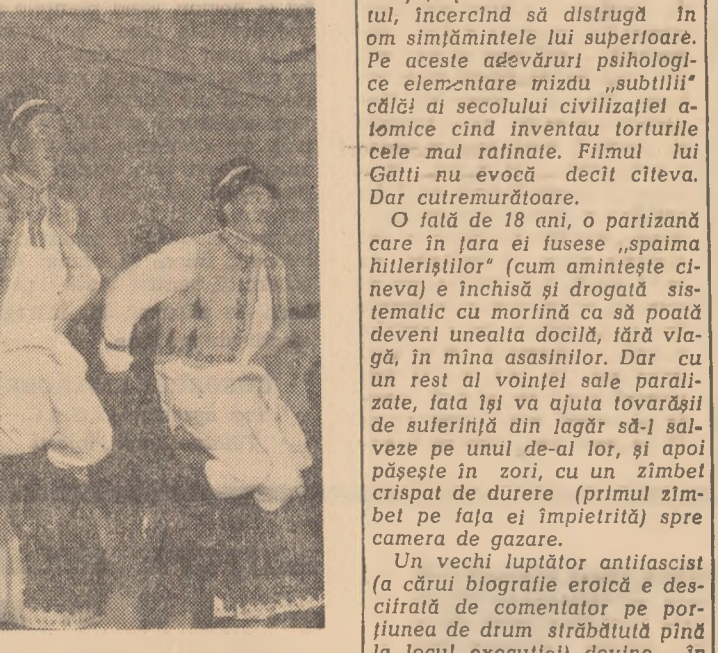 tul, încercînd să distrugă în
om simțămintele lui superioare.
Pe aceste adevăruri psihologi-
ce elementare mizau „subtilii"
călăi ai secolului civilizației a-
tomice cînd inventau torturile
cele mai rafinate. Filmul lui
Gatti nu evocă decît cîteva.
Dar cutremurătoare.
O fată de 18 ani, o partizană
care în țara ei fusese „spaima
hitleriștilor" (cum amintește ci-
neva) e închisă și drogată sis-
tematic cu morfină ca să poată
deveni unealta docilă, fără vla-
gă, în mîna asasinilor. Dar cu
un rest al voinței sale parali-
zate, fata își va ajuta tovarășii
de suferință din lagăr să-l sal-
veze pe unul de-al lor, și apoi
pășește în zori, cu un zîmbet
crispat de durere (primul zîm-
bet pe fața ei împietrită) spre
camera de gazare.
Un vechi luptător antifascist
(a cărui biografie eroică e des-
cifrată de comentator pe por-
țiunea de drum străbătută pînă
la locul execuției) devine în